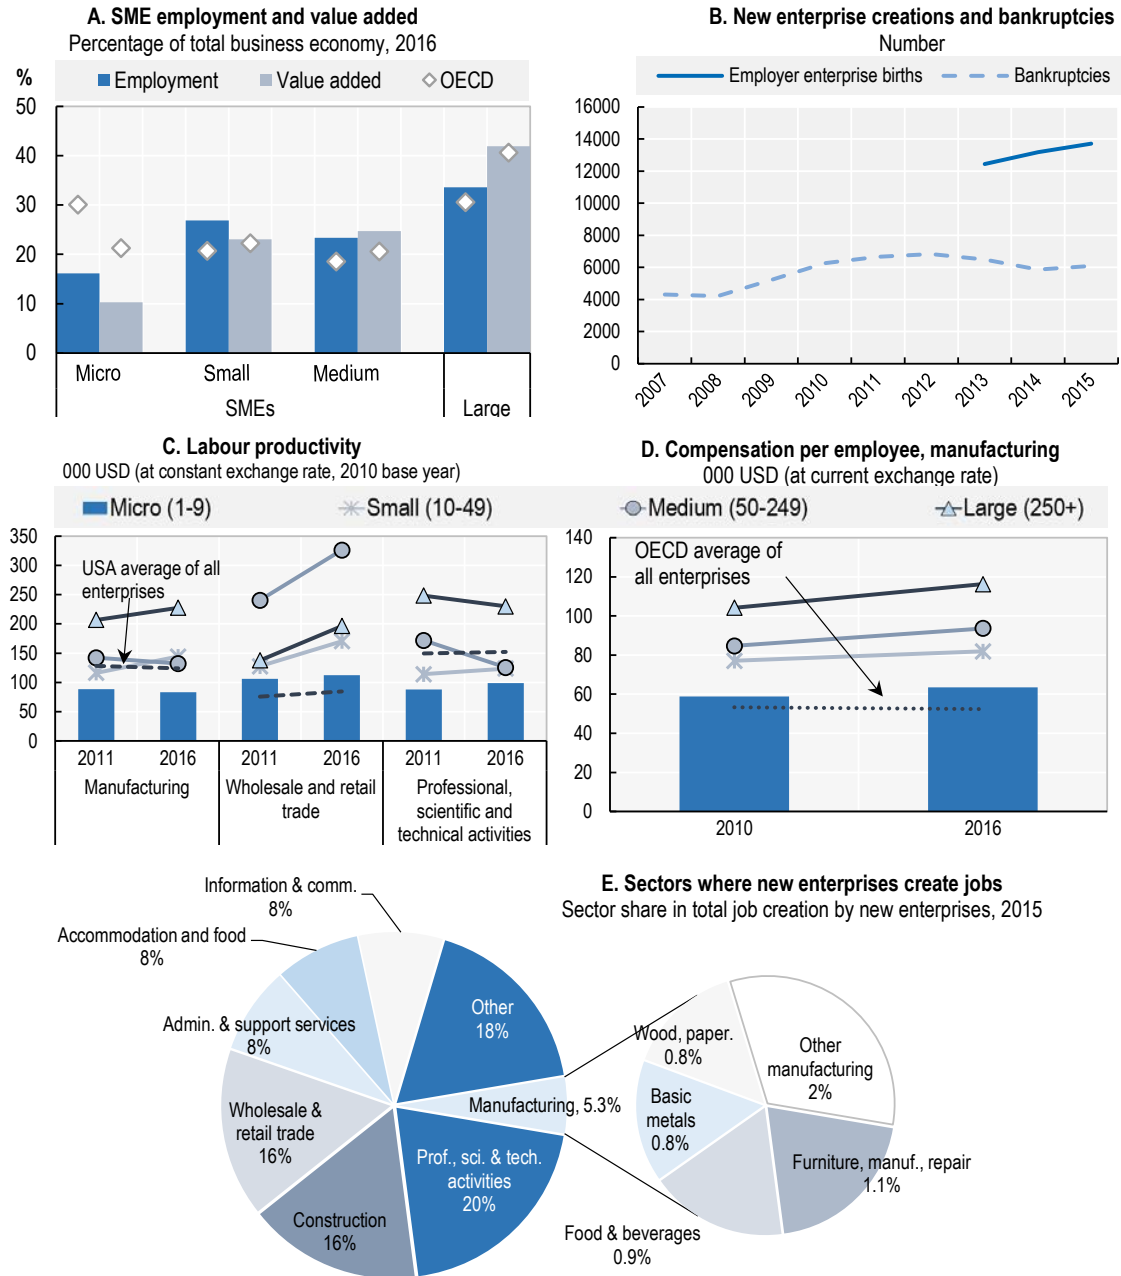 A. SME employment and value added
Percentage of total business economy, 2016
%
Employment
Value added
OECD
50
40
30
20
10
0
Micro
Small
Medium
SMEs
Large
B. New enterprise creations and bankruptcies
Number
Employer enterprise births
Bankruptcies
16000
14000
12000
10000
8000
6000
4000
2000
0
2007
2008
2009
2010
2011
2012
2013
2014
2015
C. Labour productivity
000 USD (at constant exchange rate, 2010 base year)
D. Compensation per employee, manufacturing
000 USD (at current exchange rate)
Micro (1-9)
Small (10-49)
Medium (50-249)
Large (250+)
350
300
250
200
150
100
50
0
USA average of all
enterprises
2011
2016
2011
2016
2011
2016
Manufacturing
Wholesale and retail
trade
Professional,
scientific and
technical activities
140
120
100
80
60
40
20
0
OECD average of
all enterprises
2010
2016
E. Sectors where new enterprises create jobs
Sector share in total job creation by new enterprises, 2015
Information & comm.
8%
Accommodation and food
8%
Admin. & support services
8%
Wholesale &
retail trade
16%
Construction
16%
Prof., sci. & tech.
activities
20%
Manufacturing, 5.3%
Other
18%
Wood, paper.
0.8%
Basic
metals
0.8%
Food & beverages
0.9%
Furniture, manuf., repair
1.1%
Other
manufacturing
2%